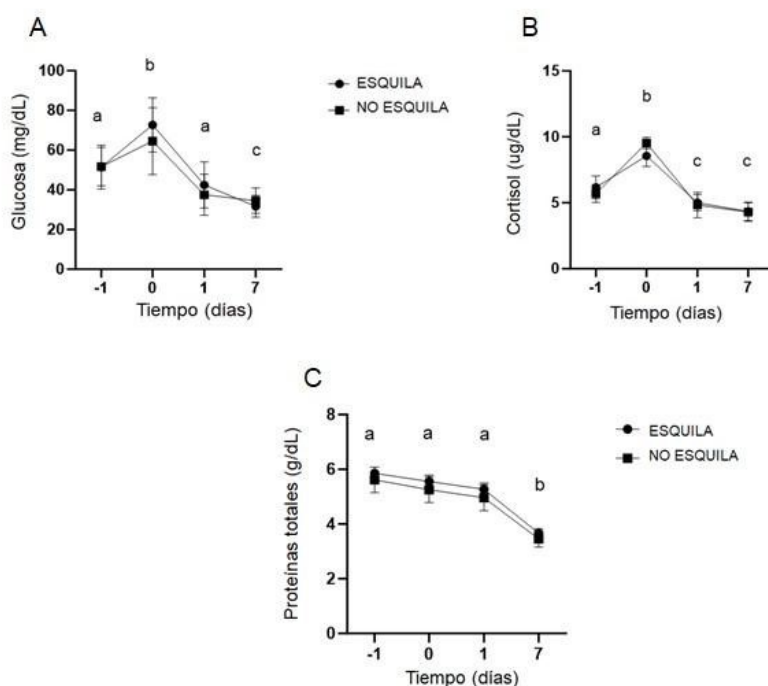 A
Glucosa (mg/dL)
100
80
60
40
20
0
a
b
a
c
-1 0 1 7
Tiempo (días)
ESQUILA
NO ESQUILA
B
Cortisol (ug/dL)
15
10
5
0
a
b
c
c
-1 0 1 7
Tiempo (días)
C
Proteínas totales (g/dL)
8
6
4
2
0
a
a
a
b
-1 0 1 7
Tiempo (días)
ESQUILA
NO ESQUILA